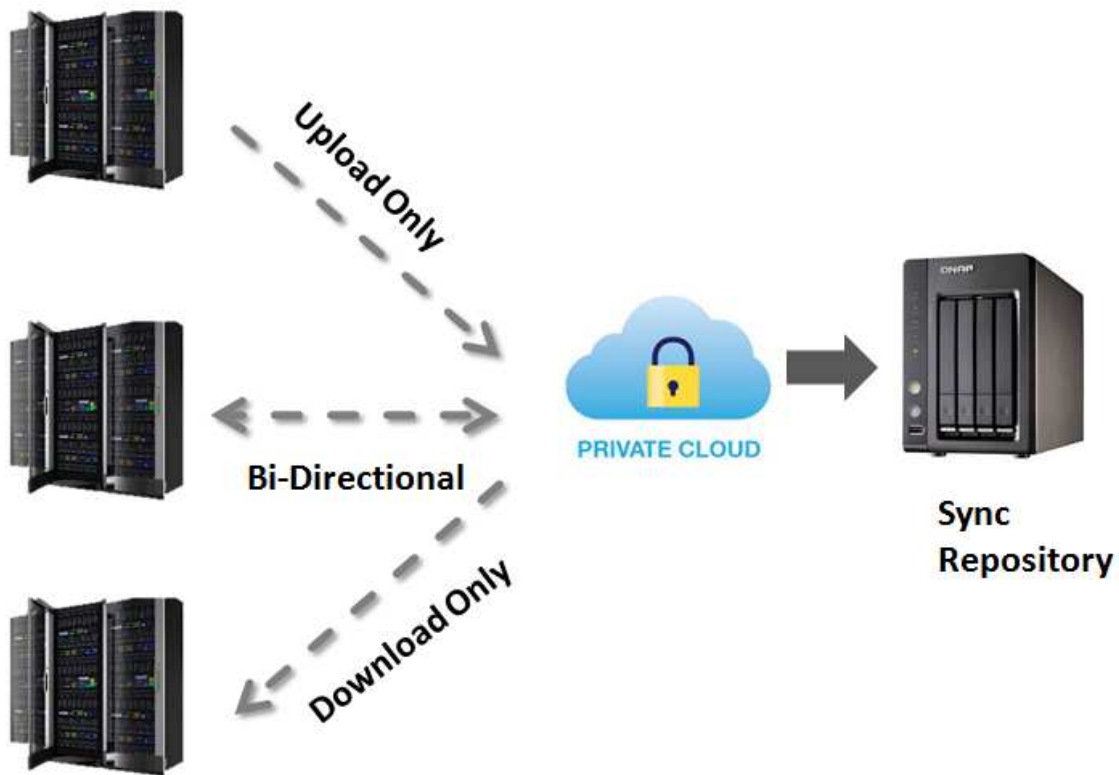 Upload Only
QNAP
PRIVATE CLOUD
Bi-Directional
Sync
Repository
Download Only